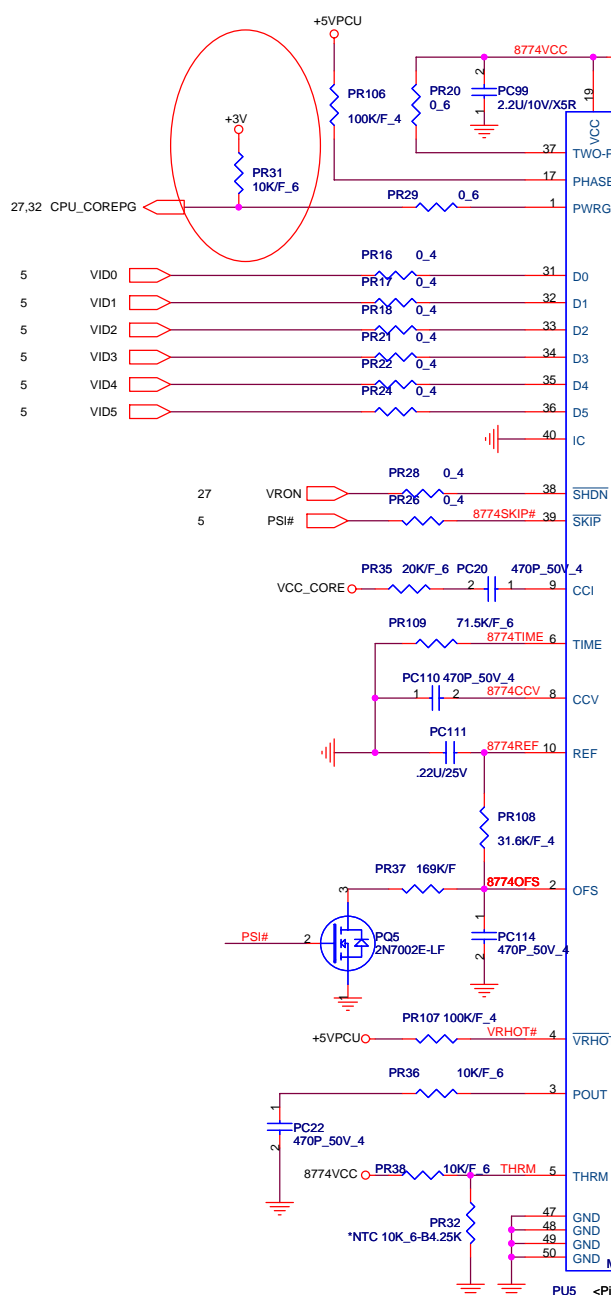 +5VPCU
8774VCC
PR106
100K/F_4
PR20
0_6
2
1
PC99
2.2U/10V/X5R
19
VCC
+3V
PR31
10K/F_6
37
TWO-P
17
PHASE
27,32 CPU_COREPG
PR29 0_6
1
PWRG
5 VID0 PR16 0_4 31 D0
5 VID1 PR17 0_4 32 D1
5 VID2 PR18 0_4 33 D2
5 VID3 PR21 0_4 34 D3
5 VID4 PR22 0_4 35 D4
5 VID5 PR24 36 D5
40 IC
27 VRON PR28 0_4 38 SHDN
5 PSI# PR26 0_4 8774SKIP# 39 SKIP
VCC_CORE PR35 20K/F_6 PC20 470P_50V_4
2 1 9 CCI
PR109 71.5K/F_6
8774TIME 6 TIME
PC110 470P_50V_4
1 2 8774CCV 8 CCV
PC111
.22U/25V
8774REF 10 REF
PR108
31.6K/F_4
PR37 169K/F
8774OFS 2 OFS
3
PSI# 2
1
PQ5
2N7002E-LF
1
2
PC114
470P_50V_4
+5VPCU PR107 100K/F_4
VRHOT# 4 VRHOT
PR36 10K/F_6
3 POUT
1
2
PC22
470P_50V_4
8774VCC PR38 10K/F_6 THRM 5 THRM
PR32
*NTC 10K_6-B4.25K
47 GND
48 GND
49 GND
50 GND
M
PU5 <Pi